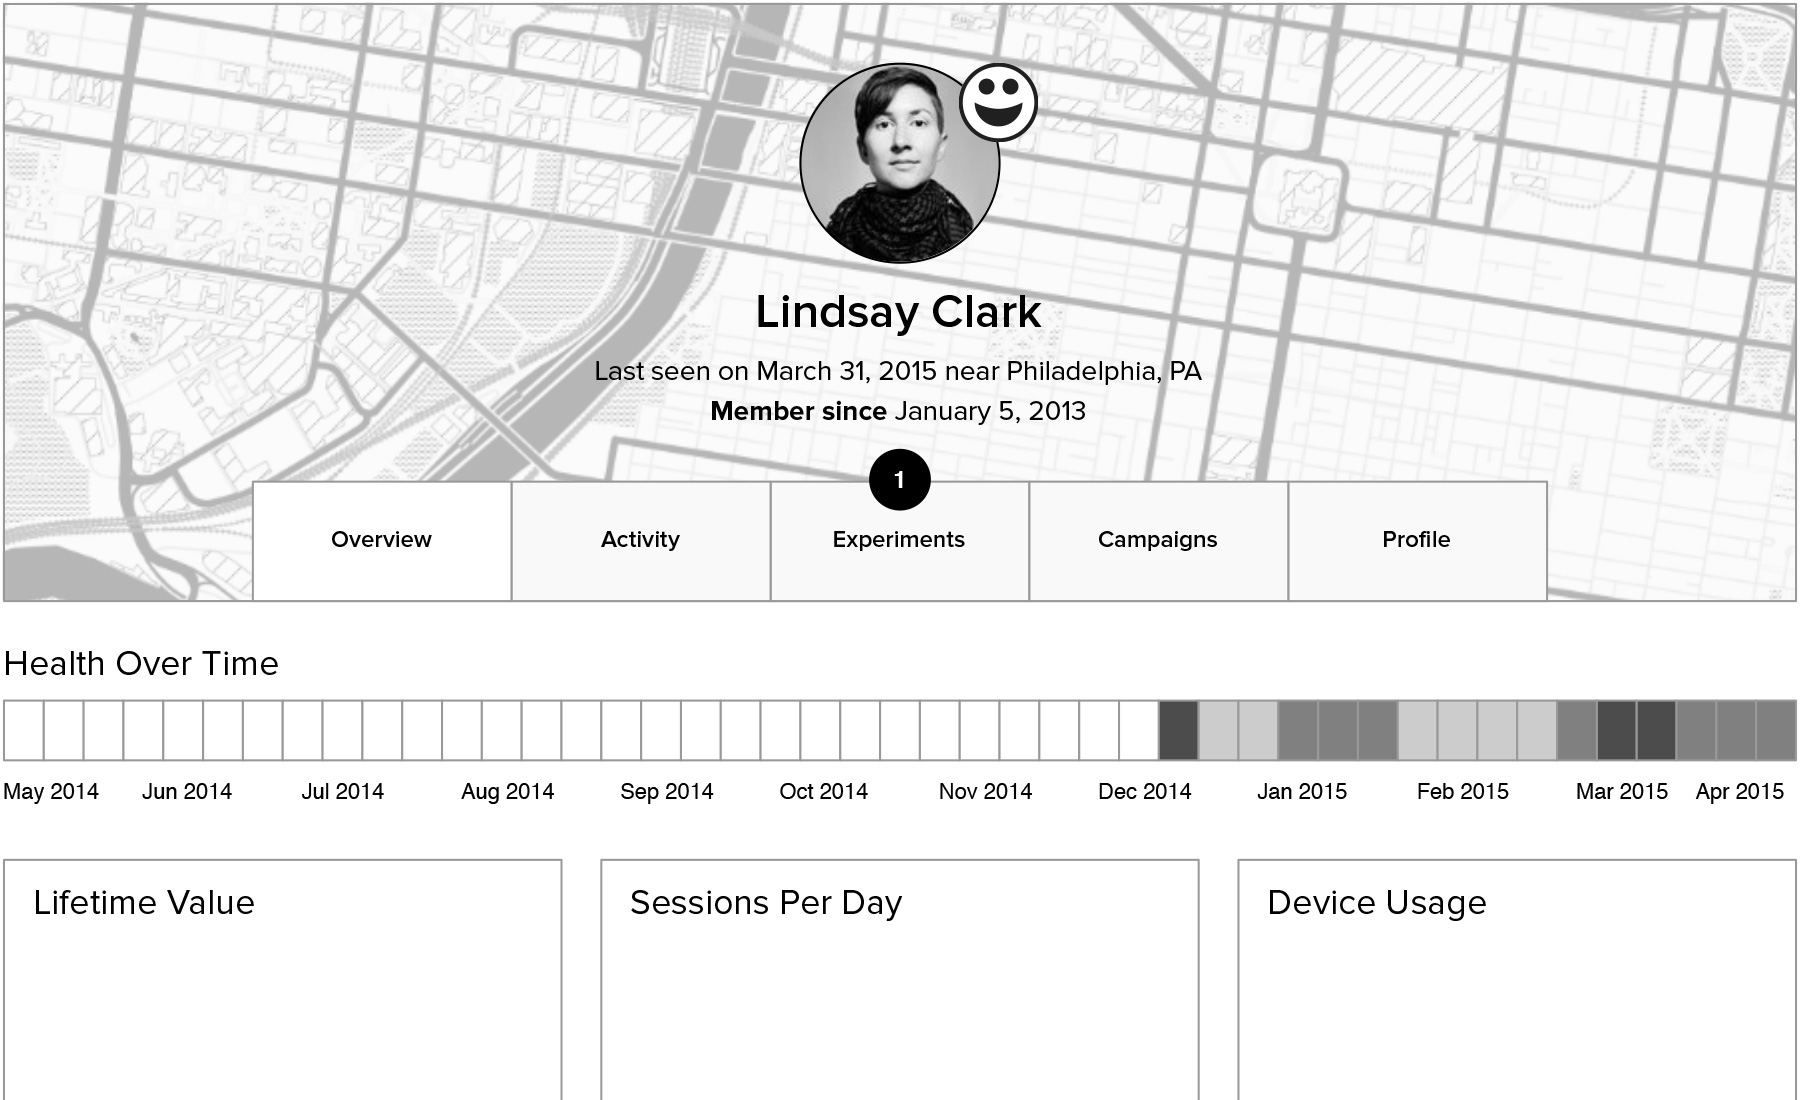 Lindsay Clark
Last seen on March 31, 2015 near Philadelphia, PA
Member since January 5, 2013
1
Overview
Activity
Experiments
Campaigns
Profile
Health Over Time
May 2014
Jun 2014
Jul 2014
Aug 2014
Sep 2014
Oct 2014
Nov 2014
Dec 2014
Jan 2015
Feb 2015
Mar 2015
Apr 2015
Lifetime Value
Sessions Per Day
Device Usage